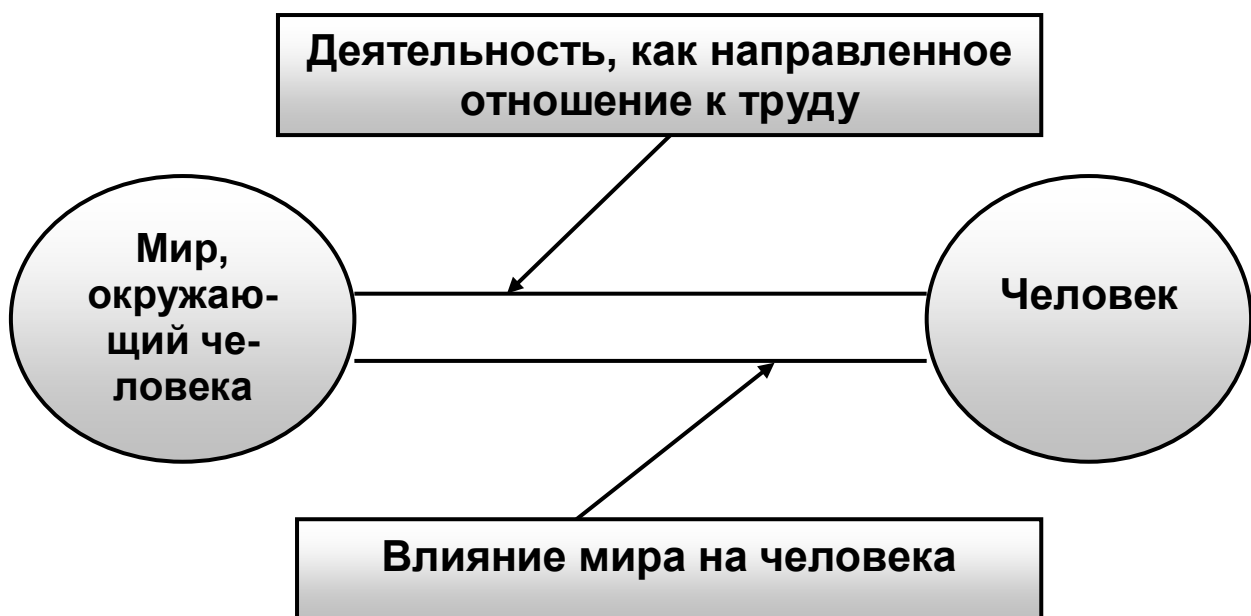 Деятельность, как направленное
отношение к труду
Мир,
окружаю-
щий че-
ловека
Человек
Влияние мира на человека